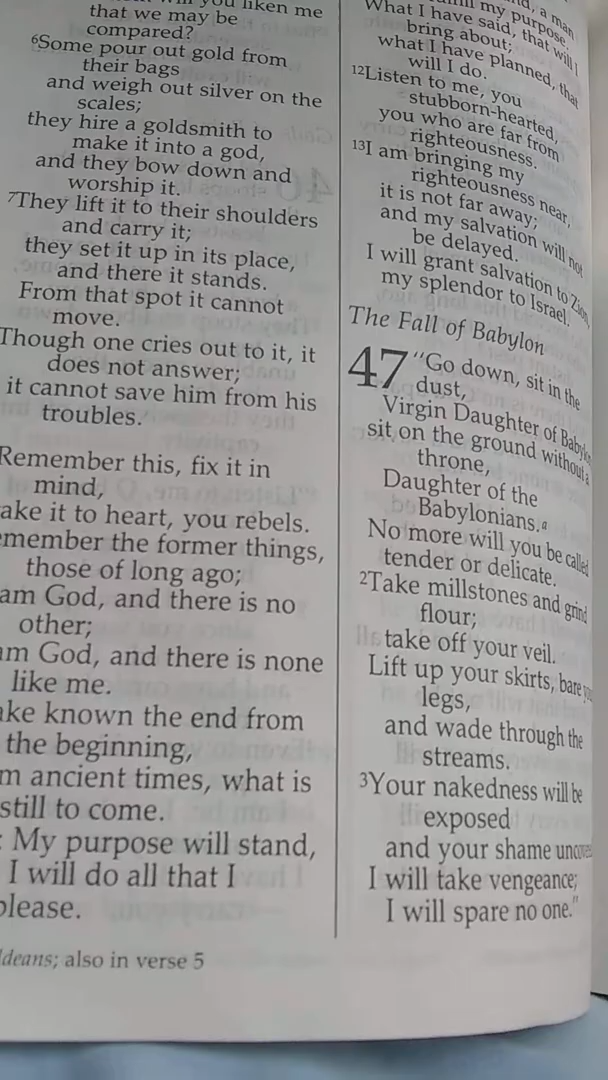 you liken me
that we may be
compared?
6Some pour out gold from
their bags
and weigh out silver on the
scales;
they hire a goldsmith to
make it into a god,
and they bow down and
worship it.
7They lift it to their shoulders
and carry it;
they set it up in its place,
and there it stands.
From that spot it cannot
move.
Though one cries out to it, it
does not answer;
it cannot save him from his
troubles.
Remember this, fix it in
mind,
ake it to heart, you rebels.
member the former things,
those of long ago;
am God, and there is no
other;
am God, and there is none
like me.
ake known the end from
the beginning,
m ancient times, what is
still to come.
: My purpose will stand,
I will do all that I
please.
ldeans; also in verse 5
a man
my purpose.
What I have said, that will I
bring about;
what I have planned, that
will I do.
12Listen to me, you
stubborn-hearted,
you who are far from
righteousness.
13I am bringing my
righteousness near,
it is not far away;
and my salvation will not
be delayed.
I will grant salvation to Zion,
my splendor to Israel.
The Fall of Babylon
47 "Go down, sit in the
dust,
Virgin Daughter of Babylon
sit on the ground without a
throne,
Daughter of the
Babylonians.a
No more will you be called
tender or delicate.
2Take millstones and grind
flour;
take off your veil.
Lift up your skirts, bare
legs,
and wade through the
streams.
3Your nakedness will be
exposed
and your shame
I will take vengeance;
I will spare no one."